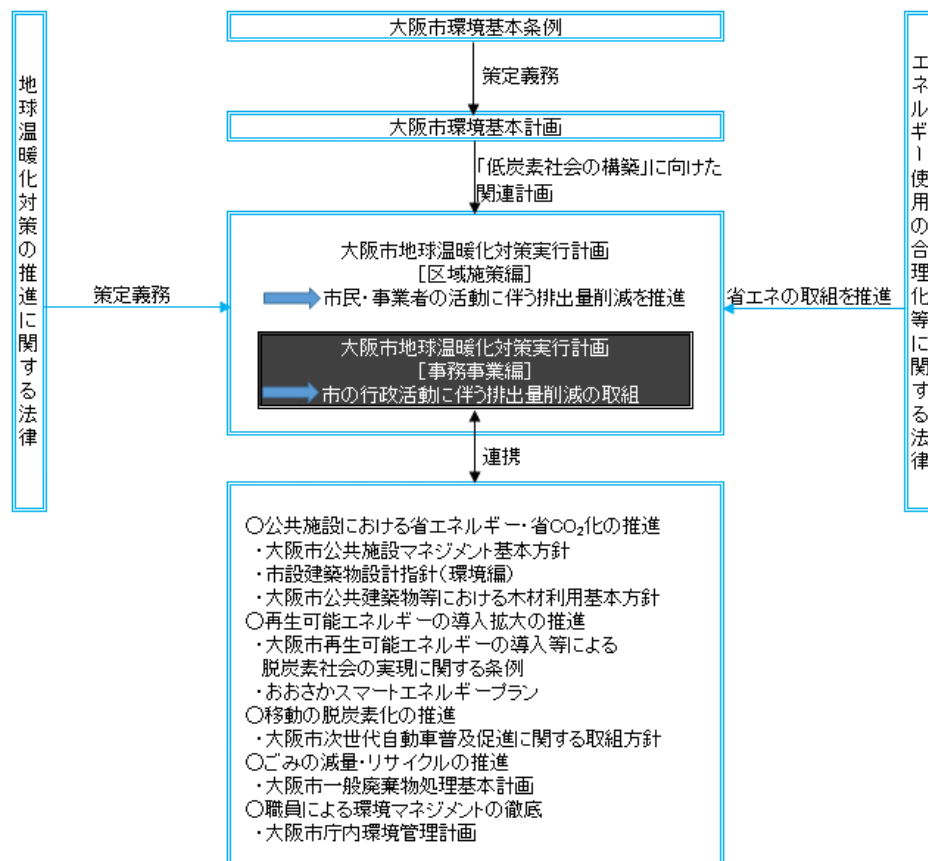 大阪市環境基本条例
策定義務
大阪市環境基本計画
「低炭素社会の構築」に向けた
関連計画
地球温暖化対策の推進に関する法律
策定義務
大阪市地球温暖化対策実行計画
[区域施策編]
市民・事業者の活動に伴う排出量削減を推進
大阪市地球温暖化対策実行計画
[事務事業編]
市の行政活動に伴う排出量削減の取組
省エネの取組を推進
エネルギー使用の合理化等に関する法律
連携
○公共施設における省エネルギー・省CO₂化の推進
・大阪市公共施設マネジメント基本方針
・市設建築物設計指針(環境編)
・大阪市公共建築物等における木材利用基本方針
○再生可能エネルギーの導入拡大の推進
・大阪市再生可能エネルギーの導入等による
脱炭素社会の実現に関する条例
・おおさかスマートエネルギープラン
○移動の脱炭素化の推進
・大阪市次世代自動車普及促進に関する取組方針
○ごみの減量・リサイクルの推進
・大阪市一般廃棄物処理基本計画
○職員による環境マネジメントの徹底
・大阪市庁内環境管理計画